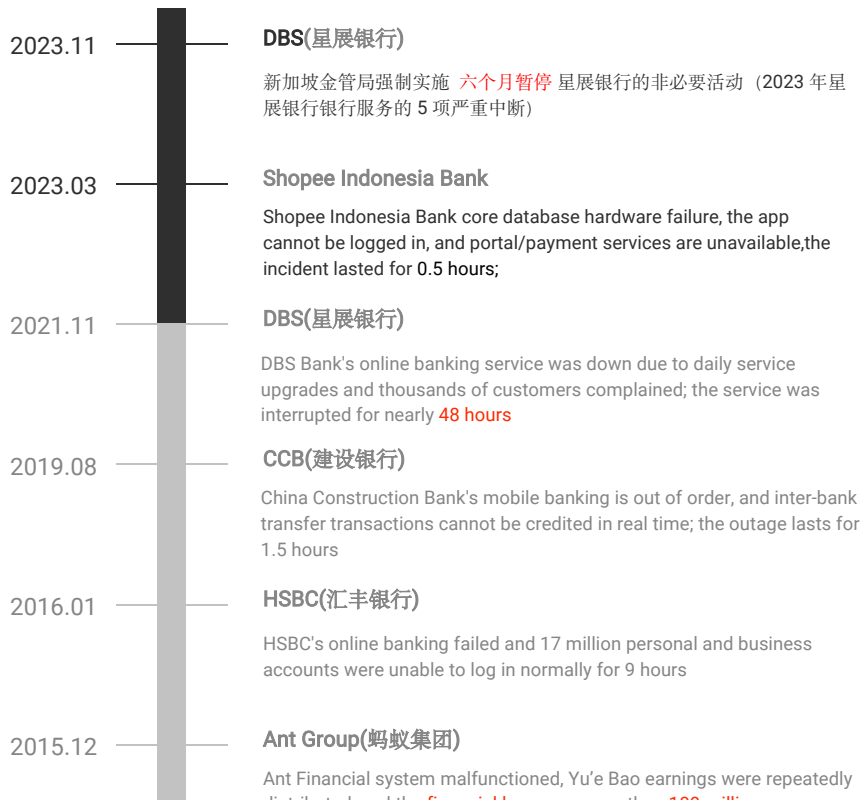 2023.11
DBS(星展银行)
新加坡金管局强制实施 六个月暂停 星展银行的非必要活动 (2023 年星
展银行银行服务的 5 项严重中断)
2023.03
Shopee Indonesia Bank
Shopee Indonesia Bank core database hardware failure, the app
cannot be logged in, and portal/payment services are unavailable,the
incident lasted for 0.5 hours;
2021.11
DBS(星展银行)
DBS Bank's online banking service was down due to daily service
upgrades and thousands of customers complained; the service was
interrupted for nearly 48 hours
2019.08
CCB(建设银行)
China Construction Bank's mobile banking is out of order, and inter-bank
transfer transactions cannot be credited in real time; the outage lasts for
1.5 hours
2016.01
HSBC(汇丰银行)
HSBC's online banking failed and 17 million personal and business
accounts were unable to log in normally for 9 hours
2015.12
Ant Group(蚂蚁集团)
Ant Financial system malfunctioned, Yu’e Bao earnings were repeatedly